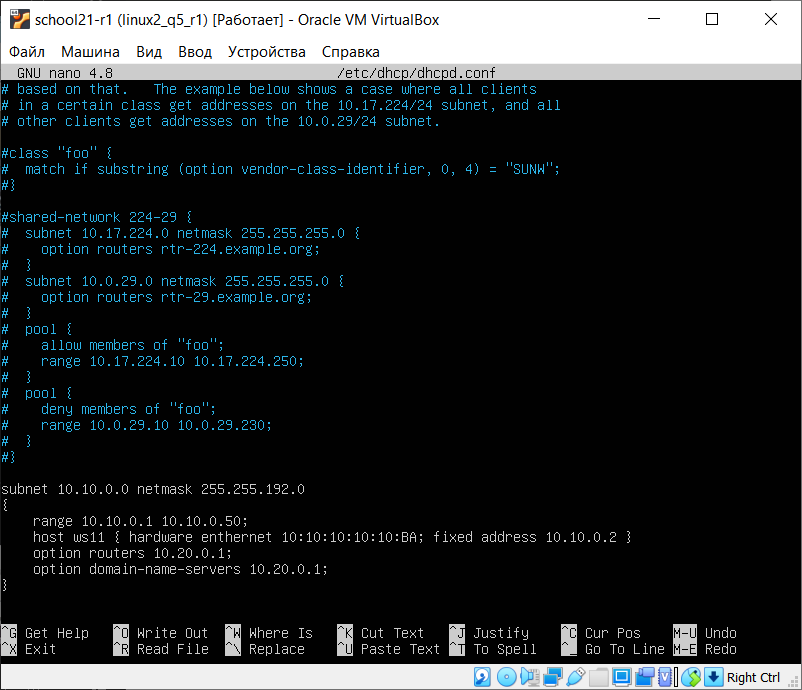 school21-r1 (linux2_q5_r1) [Работает] - Oracle VM VirtualBox
Файл Машина Вид Ввод Устройства Справка
GNU nano 4.8 /etc/dhcp/dhcpd.conf
# based on that.   The example below shows a case where all clients
# in a certain class get addresses on the 10.17.224/24 subnet, and all
# other clients get addresses on the 10.0.29/24 subnet.
#class "foo" {
#  match if substring (option vendor-class-identifier, 0, 4) = "SUNW";
#}
#shared-network 224-29 {
#  subnet 10.17.224.0 netmask 255.255.255.0 {
#    option routers rtr-224.example.org;
#  }
#  subnet 10.0.29.0 netmask 255.255.255.0 {
#    option routers rtr-29.example.org;
#  }
#  pool {
#    allow members of "foo";
#    range 10.17.224.10 10.17.224.250;
#  }
#  pool {
#    deny members of "foo";
#    range 10.0.29.10 10.0.29.230;
#  }
#}
subnet 10.10.0.0 netmask 255.255.192.0
{
    range 10.10.0.1 10.10.0.50;
    host ws11 { hardware enthernet 10:10:10:10:10:BA; fixed address 10.10.0.2 }
    option routers 10.20.0.1;
    option domain-name-servers 10.20.0.1;
}
^G Get Help ^O Write Out ^W Where Is ^K Cut Text ^J Justify ^C Cur Pos M-U Undo
^X Exit ^R Read File ^\ Replace ^U Paste Text ^T To Spell ^_ Go To Line M-E Redo
Right Ctrl